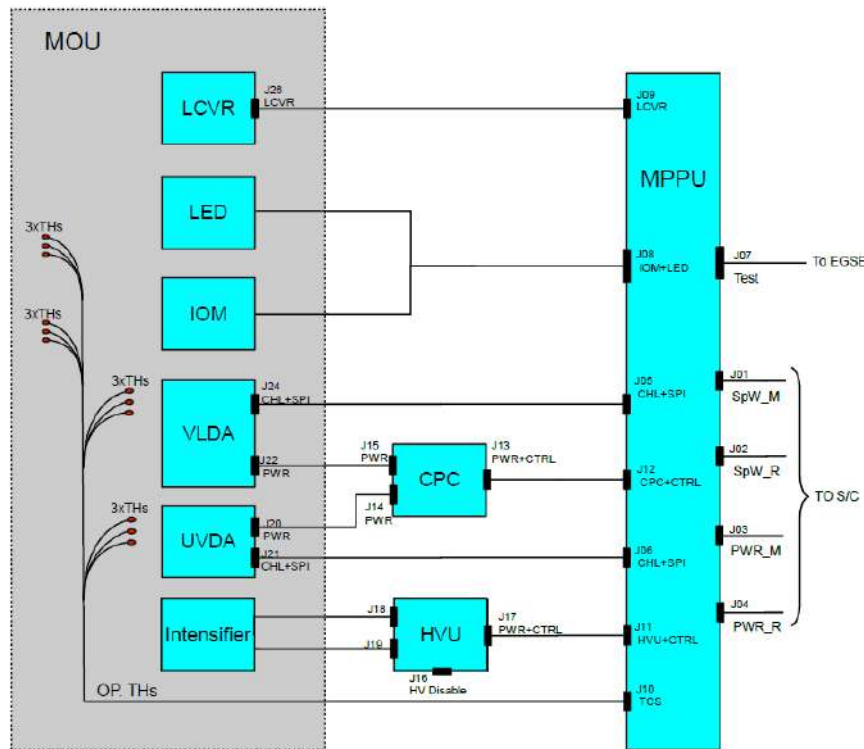 MOU
LCVR
J28
LCVR
J09
LCVR
MPPU
LED
3xTHs
J08
IOM+LED
J07
Test
To EGSE
IOM
3xTHs
3xTHs
VLDA
J24
CHL+SPI
J05
CHL+SPI
J01
SpW_M
J22
PWR
J15
PWR
CPC
J13
PWR+CTRL
J12
CPC+CTRL
J02
SpW_R
TO S/C
3xTHs
UVDA
J20
PWR
J14
PWR
J21
CHL+SPI
J06
CHL+SPI
J03
PWR_M
Intensifier
J18
J19
HVU
J17
PWR+CTRL
J11
HVU+CTRL
J04
PWR_R
J16
HV Disable
OP. THs
J10
TCS